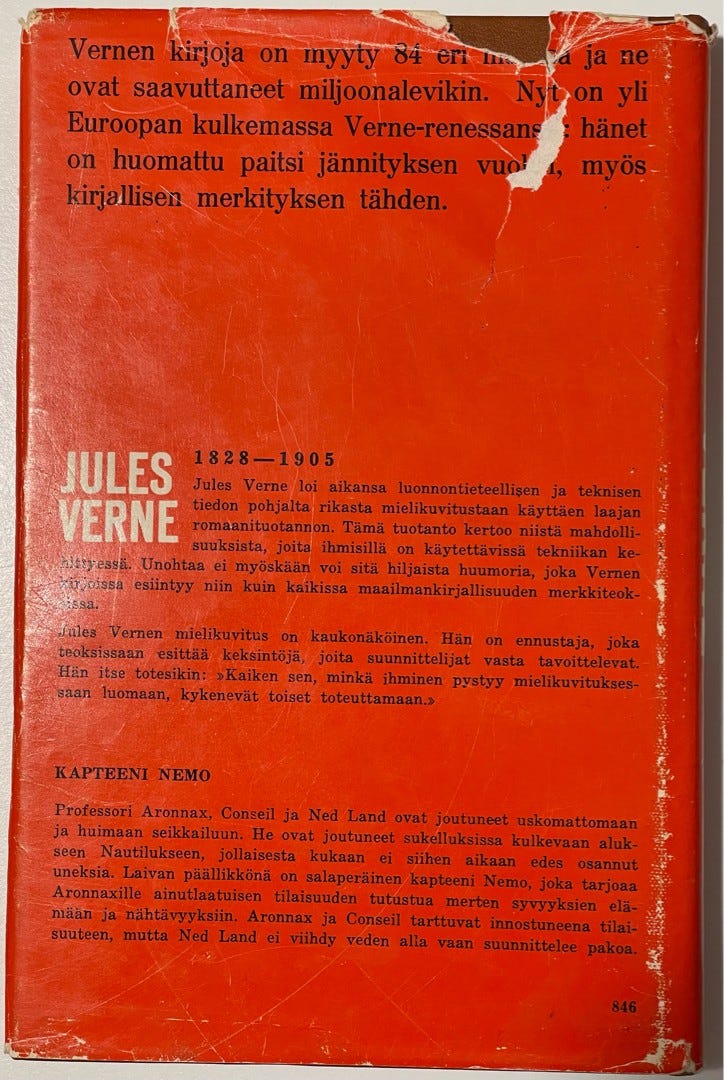 Vernen kirjoja on myyty 84 eri ja ne
ovat saavuttaneet miljoonalevikin. Nyt on yli
Euroopan kulkemassa hänet
on huomattu paitsi jännityksen myös
kirjallisen merkityksen tähden.
JULES
VERNE
1828—1905
Jules Verne loi aikansa luonnontieteellisen ja teknisen
tiedon pohjalta rikasta mielikuvitustaan käyttäen laajan
romaanituotannon. Tämä tuotanto kertoo niistä mahdolli-
suuksista, joita ihmisillä on käytettävissä tekniikan ke-
hittyessä. Unohtaa ei myöskään voi sitä hiljaista huumoria, joka Vernen
kirjoissa esiintyy niin kuin kaikissa maailmankirjallisuuden merkkiteok-
sissa.
Jules Vernen mielikuvitus on kaukonäköinen. Hän on ennustaja, joka
teoksissaan esittää keksintöjä, joita suunnittelijat vasta tavoittelevat.
Hän itse totesikin: »Kaiken sen, minkä ihminen pystyy mielikuvitukses-
saan luomaan, kykenevät toiset toteuttamaan.»
KAPTEENI NEMO
Professori Aronnax, Conseil ja Ned Land ovat joutuneet uskomattomaan
ja huimaan seikkailuun. He ovat joutuneet sukelluksissa kulkevaan aluk-
seen Nautilukseen, jollaisesta kukaan ei siihen aikaan edes osannut
uneksia. Laivan päällikkönä on salaperäinen kapteeni Nemo, joka tarjoaa
Aronnaxille ainutlaatuisen tilaisuuden tutustua merten syvyyksien elä-
mään ja nähtävyyksiin. Aronnax ja Conseil tarttuvat innostuneena tilai-
suuteen, mutta Ned Land ei viihdy veden alla vaan suunnittelee pakoa.
846